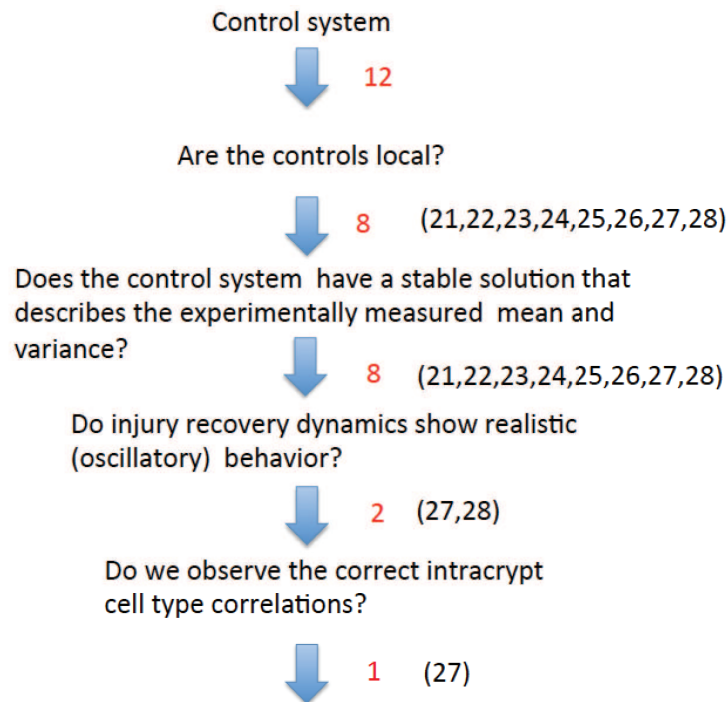 Control system
12
Are the controls local?
8 (21,22,23,24,25,26,27,28)
Does the control system have a stable solution that
describes the experimentally measured mean and
variance?
8 (21,22,23,24,25,26,27,28)
Do injury recovery dynamics show realistic
(oscillatory) behavior?
2 (27,28)
Do we observe the correct intracrypt
cell type correlations?
1 (27)